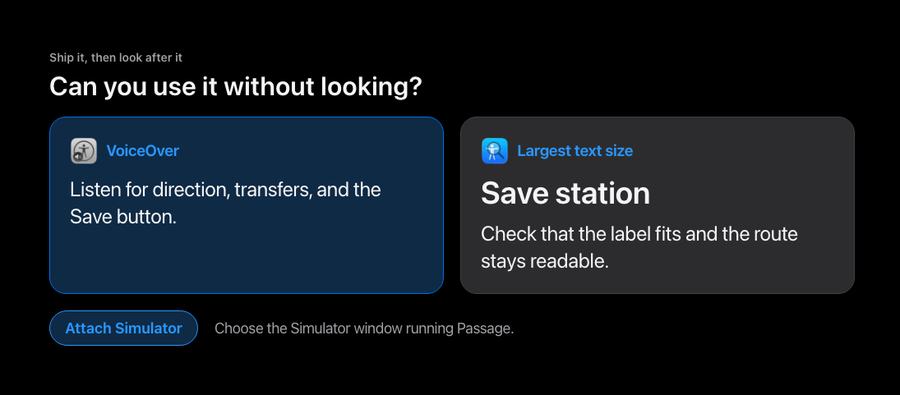 Ship it, then look after it
Can you use it without looking?
VoiceOver
Listen for direction, transfers, and the
Save button.
Largest text size
Save station
Check that the label fits and the route
stays readable.
Attach Simulator
Choose the Simulator window running Passage.